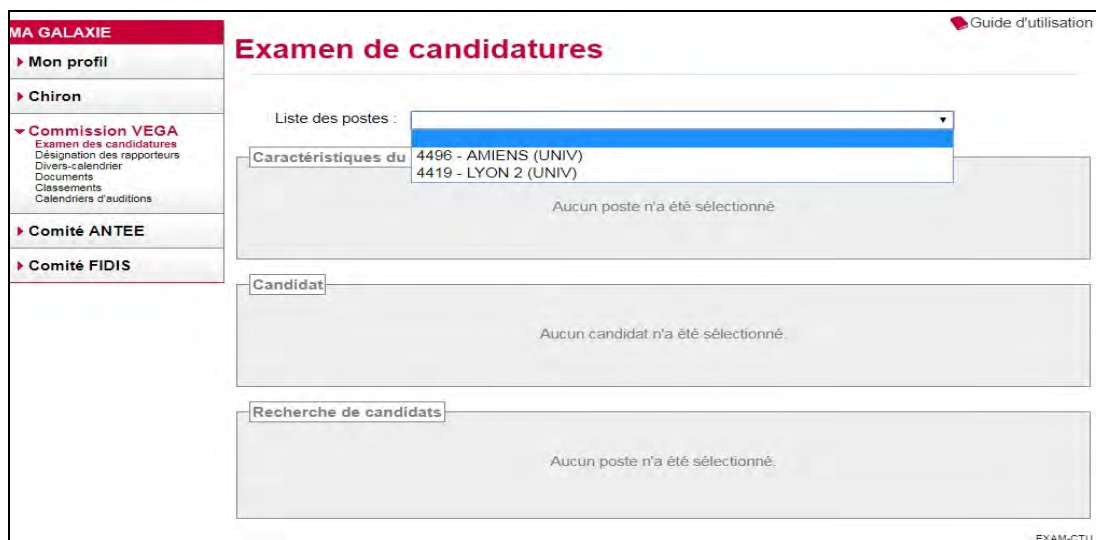 Guide d'utilisation
MA GALAXIE
Mon profil
Chiron
Commission VEGA
Examen des candidatures
Désignation des rapporteurs
Divers-calendrier
Documents
Classements
Calendriers d'auditions
Comité ANTEE
Comité FIDIS
Examen de candidatures
Liste des postes :
4496 - AMIENS (UNIV)
4419 - LYON 2 (UNIV)
Caractéristiques du
Aucun poste n'a été sélectionné
Candidat
Aucun candidat n'a été sélectionné.
Recherche de candidats
Aucun poste n'a été sélectionné.
EXAM-CTU